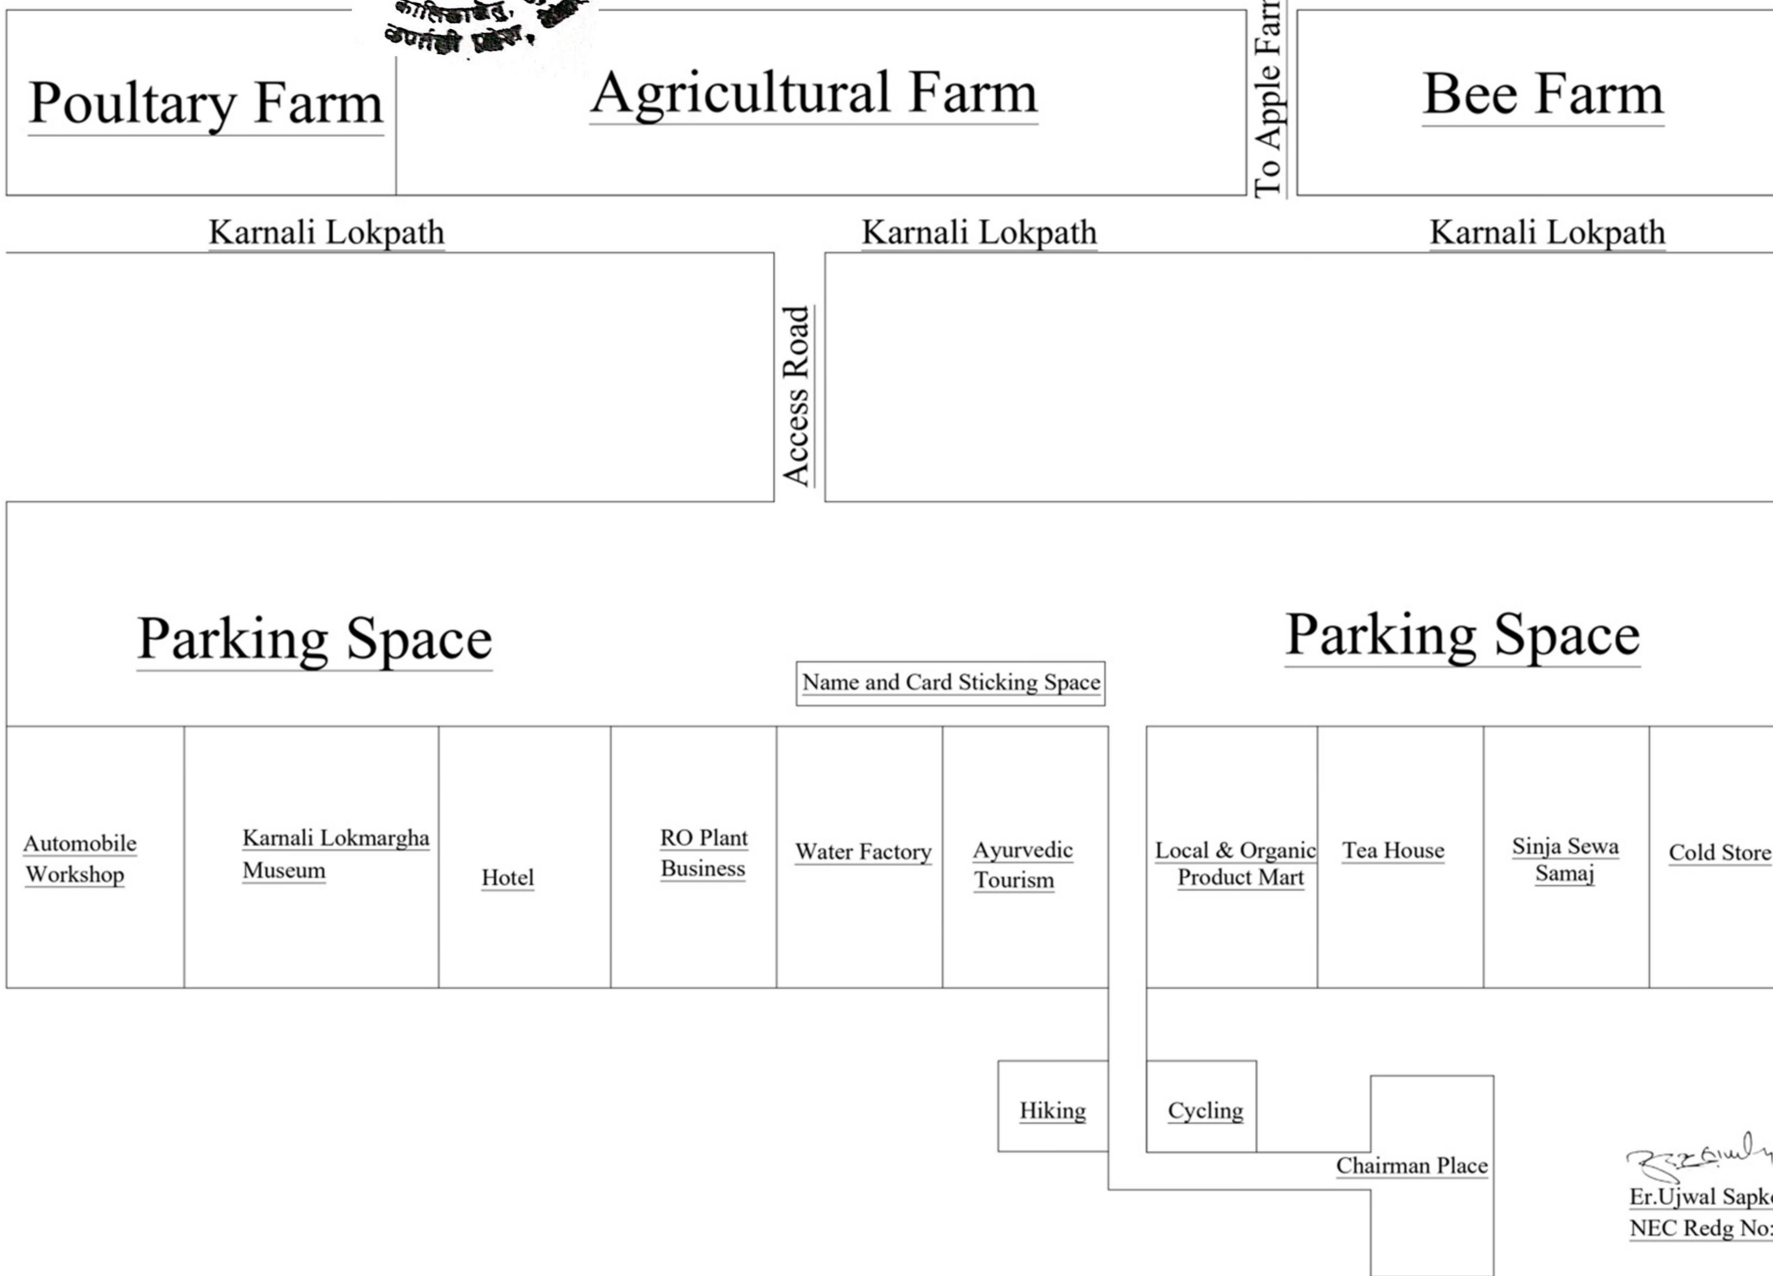 कालिकाखेतु,
कर्णाली प्रदेश,
Poultary Farm
Agricultural Farm
To Apple Farm
Bee Farm
Karnali Lokpath
Karnali Lokpath
Karnali Lokpath
Access Road
Parking Space
Parking Space
Name and Card Sticking Space
Automobile
Workshop
Karnali Lokmargha
Museum
Hotel
RO Plant
Business
Water Factory
Ayurvedic
Tourism
Local & Organic
Product Mart
Tea House
Sinja Sewa
Samaj
Cold Store
Hiking
Cycling
Chairman Place
Er.Ujwal Sapk
NEC Redg No: